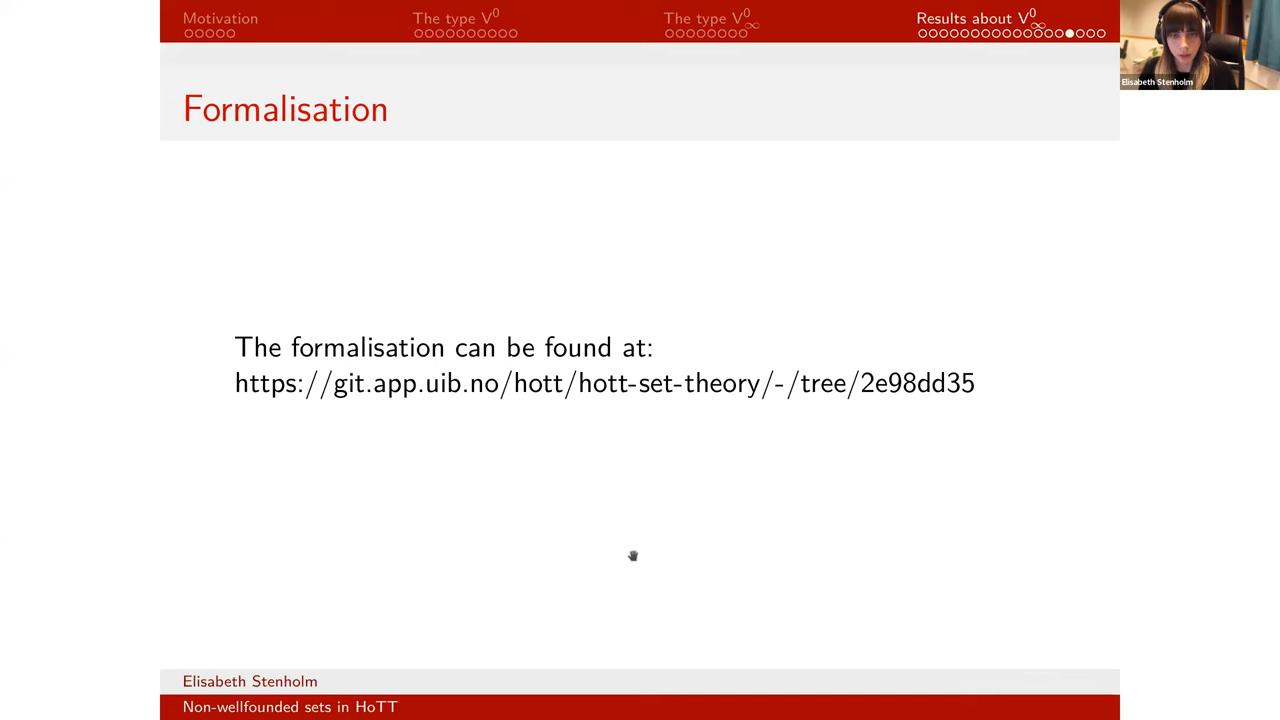 Motivation
The type V⁰
The type V⁰∞
Results about V⁰∞
Elisabeth Stenholm
Formalisation
The formalisation can be found at:
https://git.app.uib.no/hott/hott-set-theory/-/tree/2e98dd35
Elisabeth Stenholm
Non-wellfounded sets in HoTT